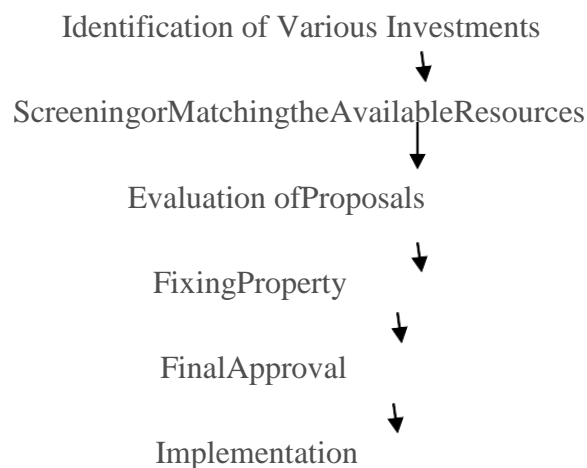 Identification of Various Investments
ScreeningorMatchingtheAvailableResources
Evaluation ofProposals
FixingProperty
FinalApproval
Implementation